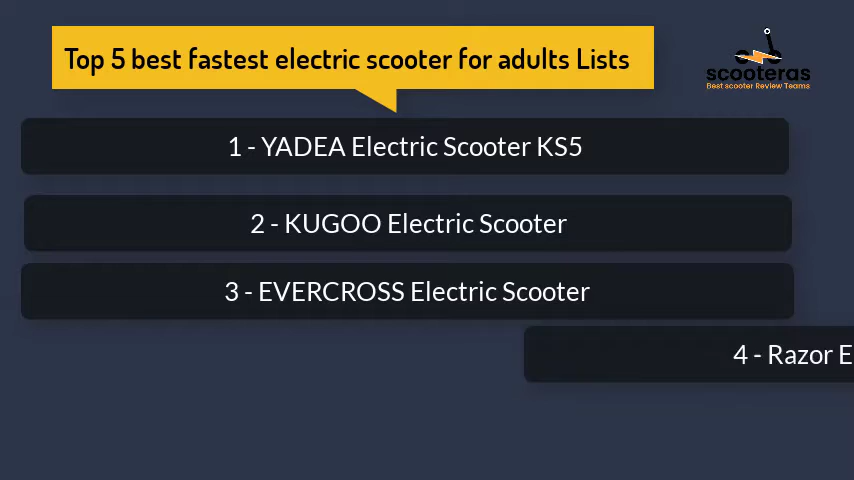 Top 5 best fastest electric scooter for adults Lists
scooteras
Best scooter Review Teams
1 - YADEA Electric Scooter KS5
2 - KUGOO Electric Scooter
3 - EVERCROSS Electric Scooter
4 - Razor E